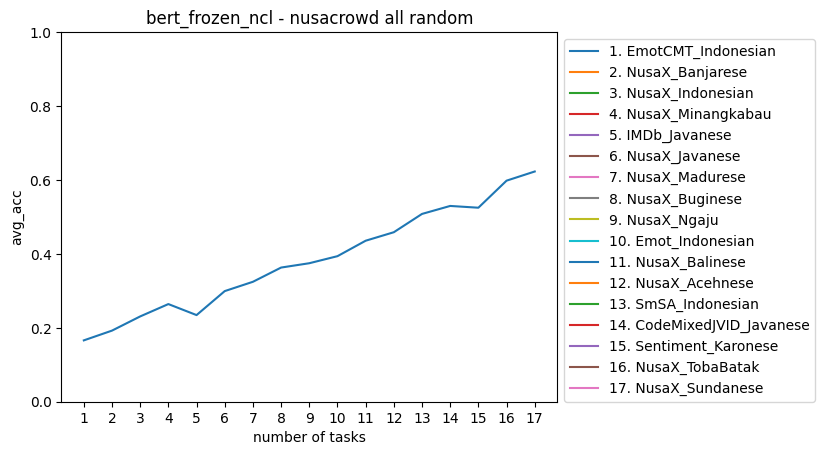 bert_frozen_ncl - nusacrowd all random
1.0
0.8
0.6
0.4
0.2
0.0
avg_acc
1 2 3 4 5 6 7 8 9 10 11 12 13 14 15 16 17
number of tasks
1. EmotCMT_Indonesian
2. NusaX_Banjarese
3. NusaX_Indonesian
4. NusaX_Minangkabau
5. IMDb_Javanese
6. NusaX_Javanese
7. NusaX_Madurese
8. NusaX_Buginese
9. NusaX_Ngaju
10. Emot_Indonesian
11. NusaX_Balinese
12. NusaX_Acehnese
13. SmSA_Indonesian
14. CodeMixedJVID_Javanese
15. Sentiment_Karonese
16. NusaX_TobaBatak
17. NusaX_Sundanese